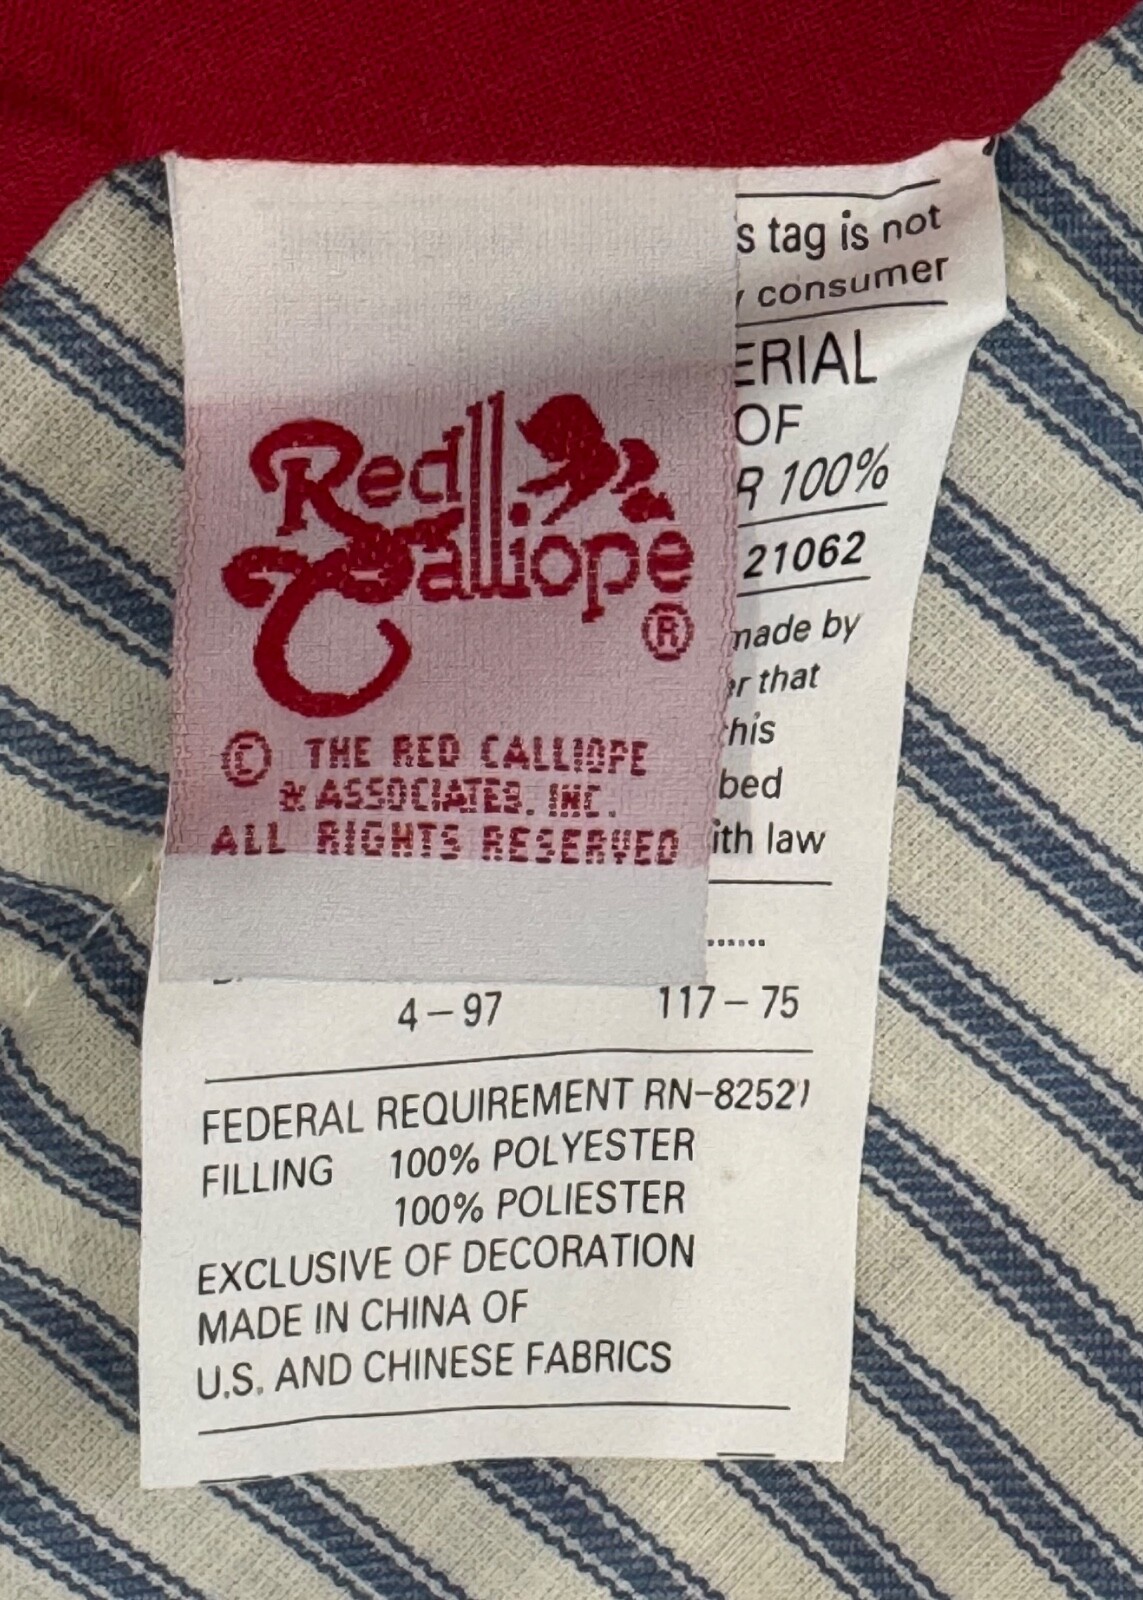 Red
Calliope
®
© THE RED CALLIOPE
& ASSOCIATES, INC.
ALL RIGHTS RESERVED
s tag is not
consumer
ERIAL
OF
R 100%
21062
made by
er that
his
bed
ith law
4-97 117-75
FEDERAL REQUIREMENT RN-82521
FILLING 100% POLYESTER
100% POLIESTER
EXCLUSIVE OF DECORATION
MADE IN CHINA OF
U.S. AND CHINESE FABRICS